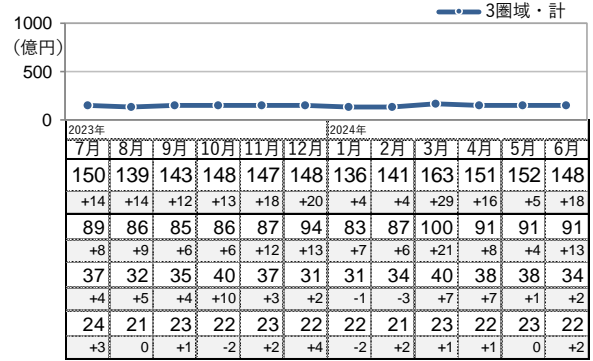 3圏域・計
1000
（億円）
500
0
2023年 2024年
7月 8月 9月 10月 11月 12月 1月 2月 3月 4月 5月 6月
150 139 143 148 147 148 136 141 163 151 152 148
+14 +14 +12 +13 +18 +20 +4 +4 +29 +16 +5 +18
89 86 85 86 87 94 83 87 100 91 91 91
+8 +9 +6 +6 +12 +13 +7 +6 +21 +8 +4 +13
37 32 35 40 37 31 31 34 40 38 38 34
+4 +5 +4 +10 +3 +2 -1 -3 +7 +7 +1 +2
24 21 23 22 23 22 22 21 23 22 23 22
+3 0 +1 -2 +2 +4 -2 +2 +1 +1 0 +2